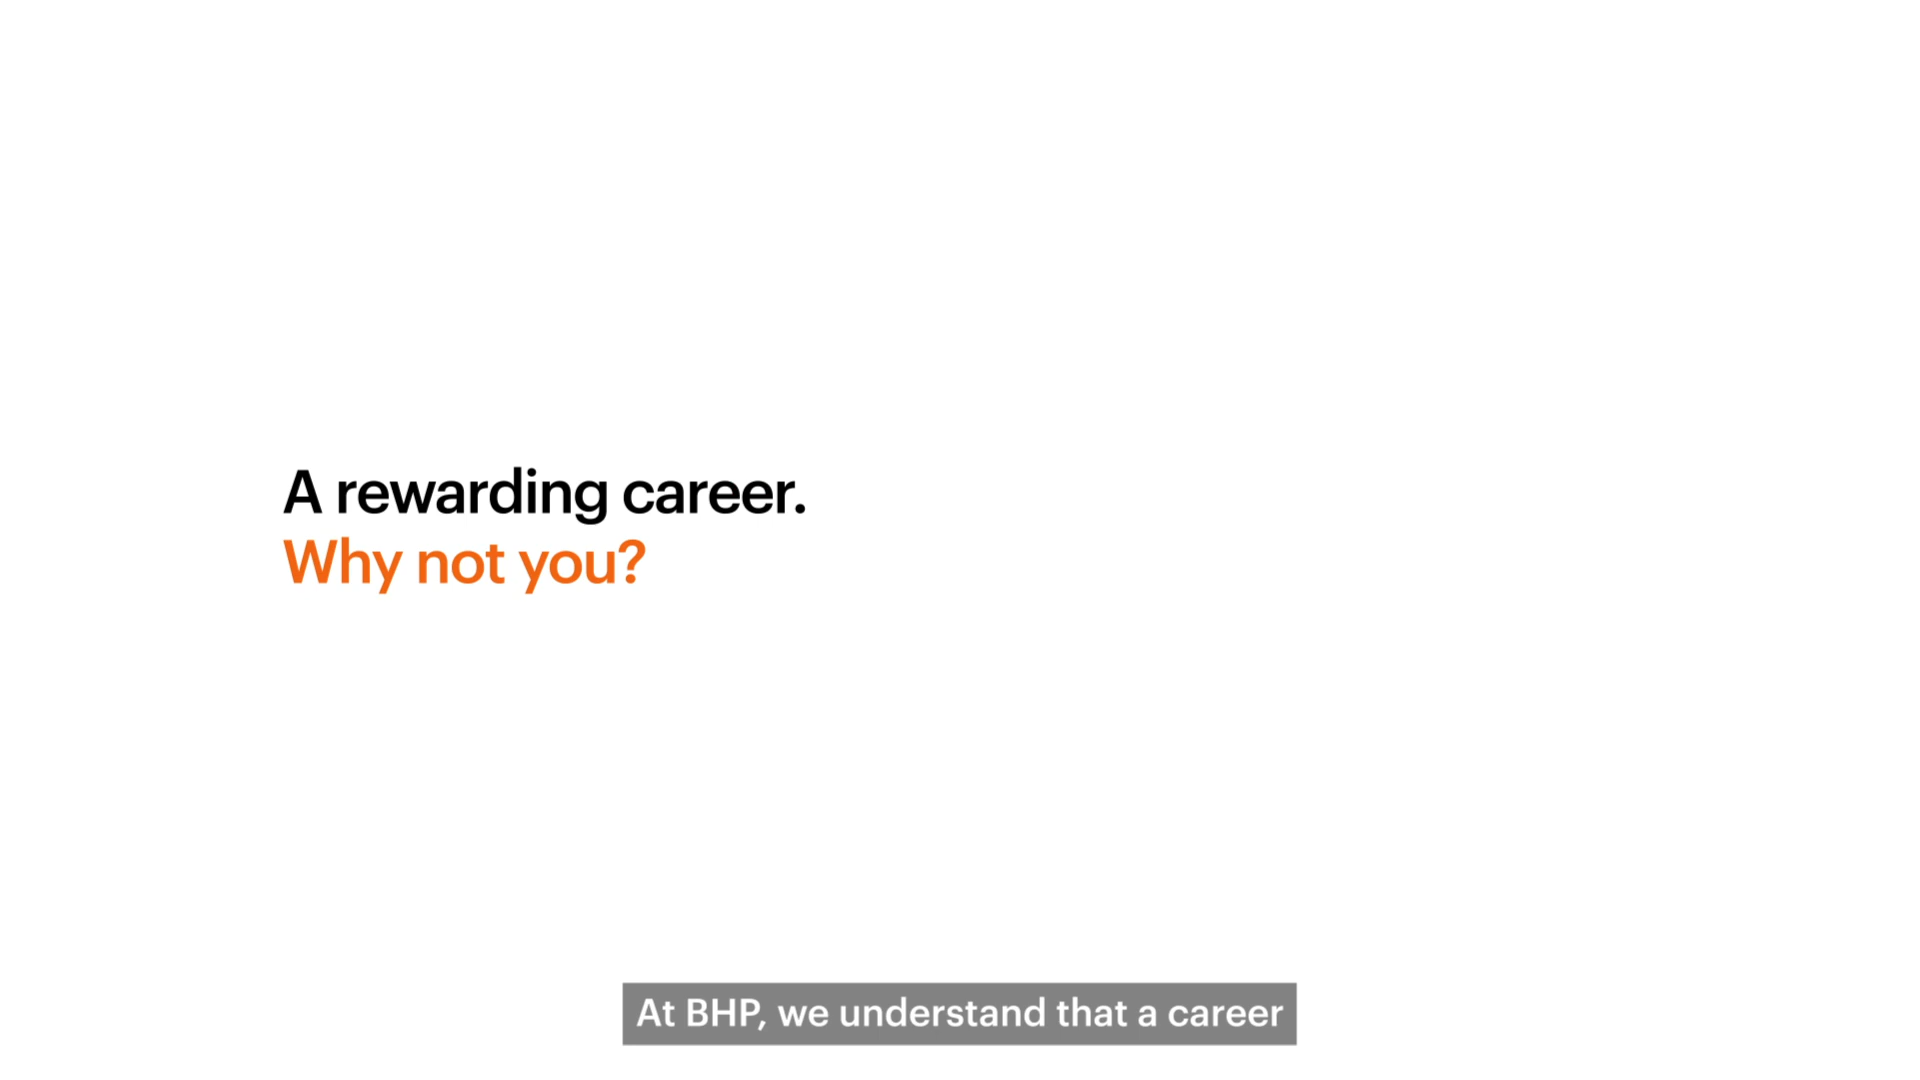 A rewarding career.
Why not you?
At BHP, we understand that a career